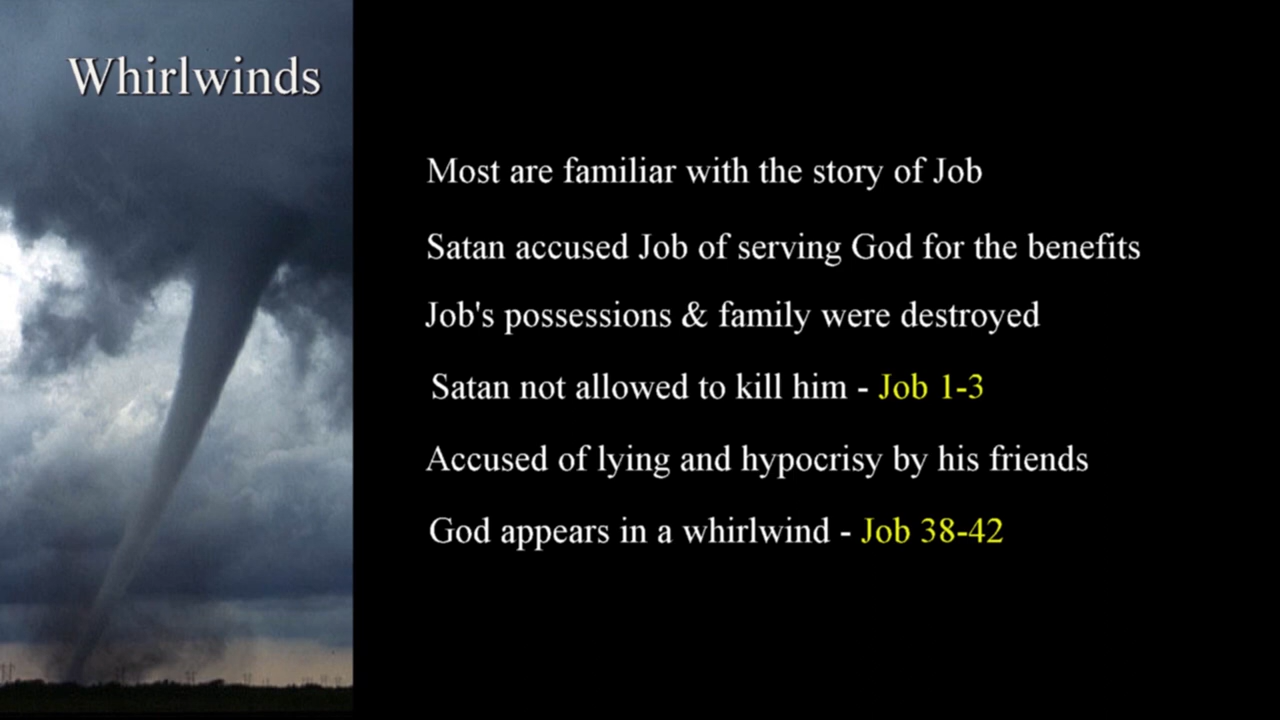 Whirlwinds
Most are familiar with the story of Job
Satan accused Job of serving God for the benefits
Job's possessions & family were destroyed
Satan not allowed to kill him - Job 1-3
Accused of lying and hypocrisy by his friends
God appears in a whirlwind - Job 38-42